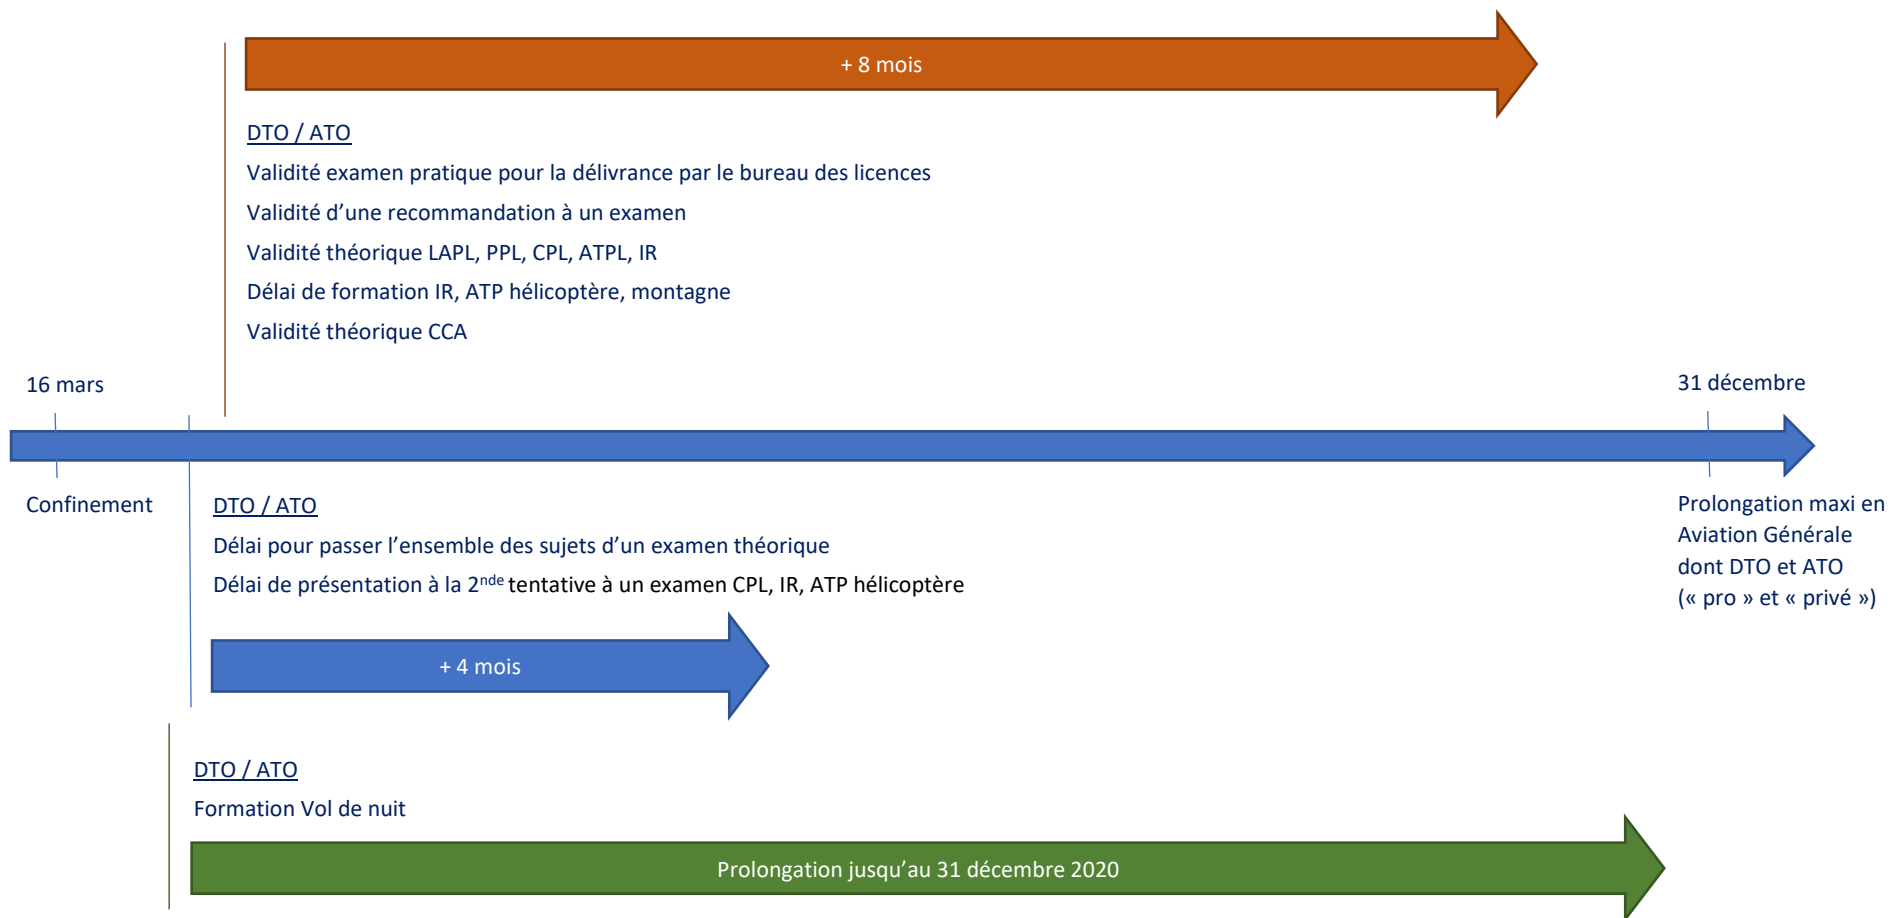 + 8 mois
DTO / ATO
Validité examen pratique pour la délivrance par le bureau des licences
Validité d’une recommandation à un examen
Validité théorique LAPL, PPL, CPL, ATPL, IR
Délai de formation IR, ATP hélicoptère, montagne
Validité théorique CCA
16 mars
31 décembre
Confinement
DTO / ATO
Délai pour passer l’ensemble des sujets d’un examen théorique
Délai de présentation à la 2nde tentative à un examen CPL, IR, ATP hélicoptère
Prolongation maxi en
Aviation Générale
dont DTO et ATO
(« pro » et « privé »)
+ 4 mois
DTO / ATO
Formation Vol de nuit
Prolongation jusqu’au 31 décembre 2020